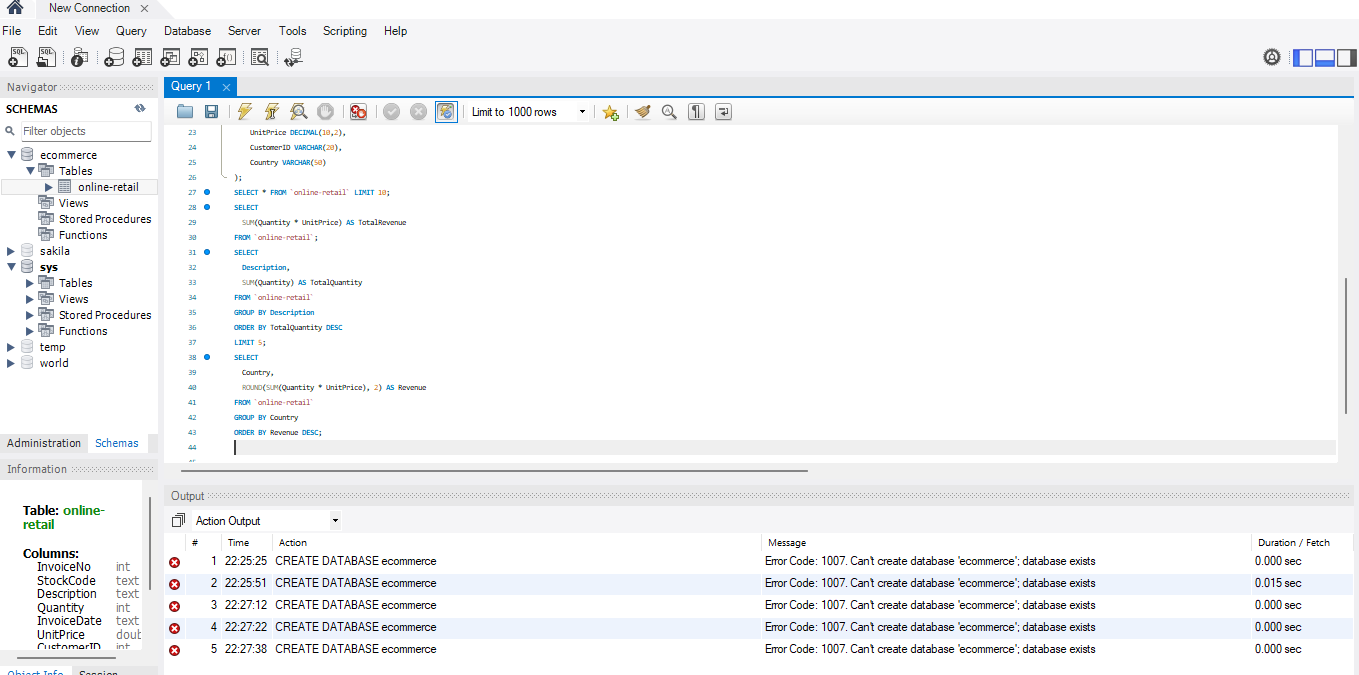 New Connection
File Edit View Query Database Server Tools Scripting Help
Navigator
SCHEMAS
Filter objects
ecommerce
Tables
online-retail
Views
Stored Procedures
Functions
sakila
sys
Tables
Views
Stored Procedures
Functions
temp
world
Administration Schemas
Information
Table: online-
retail
Columns:
InvoiceNo int
StockCode text
Description text
Quantity int
InvoiceDate text
UnitPrice doub
CustomerID int
Object Info Session
Query 1
Limit to 1000 rows
23 UnitPrice DECIMAL(10,2),
24 CustomerID VARCHAR(20),
25 Country VARCHAR(50)
26 );
27 SELECT * FROM `online-retail` LIMIT 10;
28 SELECT
29 SUM(Quantity * UnitPrice) AS TotalRevenue
30 FROM `online-retail`;
31 SELECT
32 Description,
33 SUM(Quantity) AS TotalQuantity
34 FROM `online-retail`
35 GROUP BY Description
36 ORDER BY TotalQuantity DESC
37 LIMIT 5;
38 SELECT
39 Country,
40 ROUND(SUM(Quantity * UnitPrice), 2) AS Revenue
41 FROM `online-retail`
42 GROUP BY Country
43 ORDER BY Revenue DESC;
44
Output
Action Output
# Time Action Message Duration / Fetch
1 22:25:25 CREATE DATABASE ecommerce Error Code: 1007. Can't create database 'ecommerce'; database exists 0.000 sec
2 22:25:51 CREATE DATABASE ecommerce Error Code: 1007. Can't create database 'ecommerce'; database exists 0.015 sec
3 22:27:12 CREATE DATABASE ecommerce Error Code: 1007. Can't create database 'ecommerce'; database exists 0.000 sec
4 22:27:22 CREATE DATABASE ecommerce Error Code: 1007. Can't create database 'ecommerce'; database exists 0.000 sec
5 22:27:38 CREATE DATABASE ecommerce Error Code: 1007. Can't create database 'ecommerce'; database exists 0.000 sec